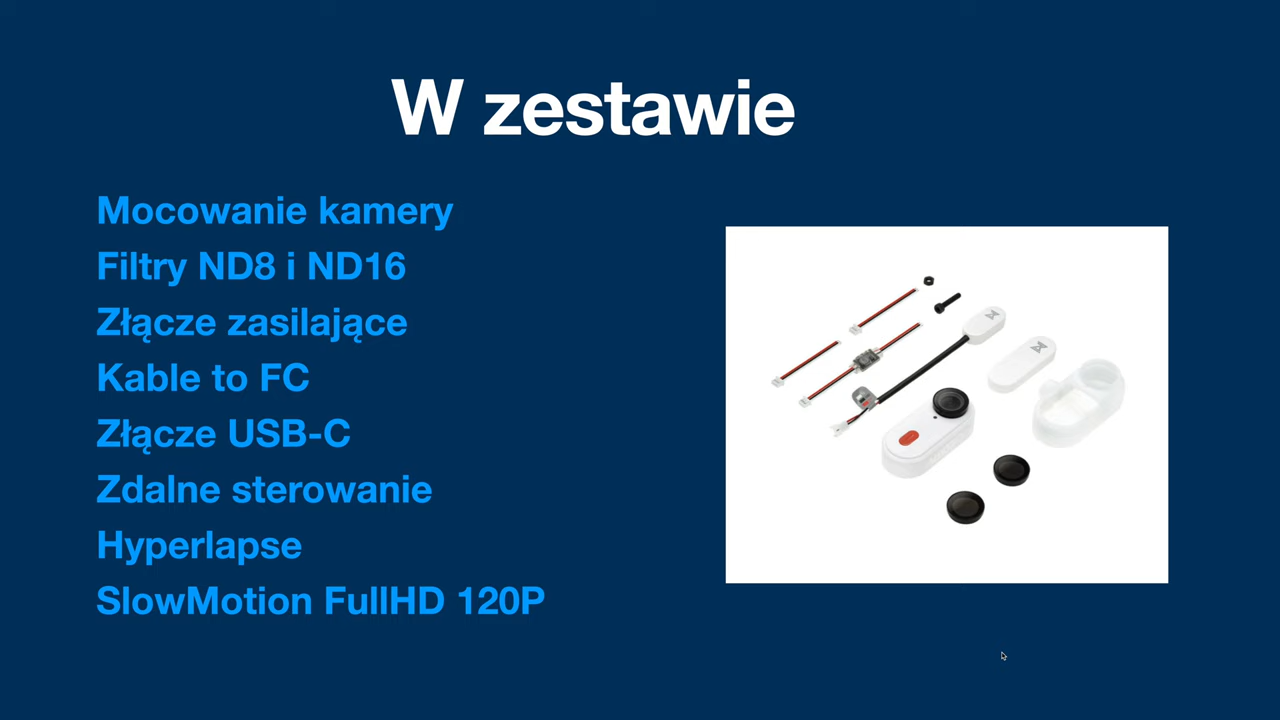 W zestawie
Mocowanie kamery
Filtry ND8 i ND16
Złącze zasilające
Kable to FC
Złącze USB-C
Zdalne sterowanie
Hyperlapse
SlowMotion FullHD 120P